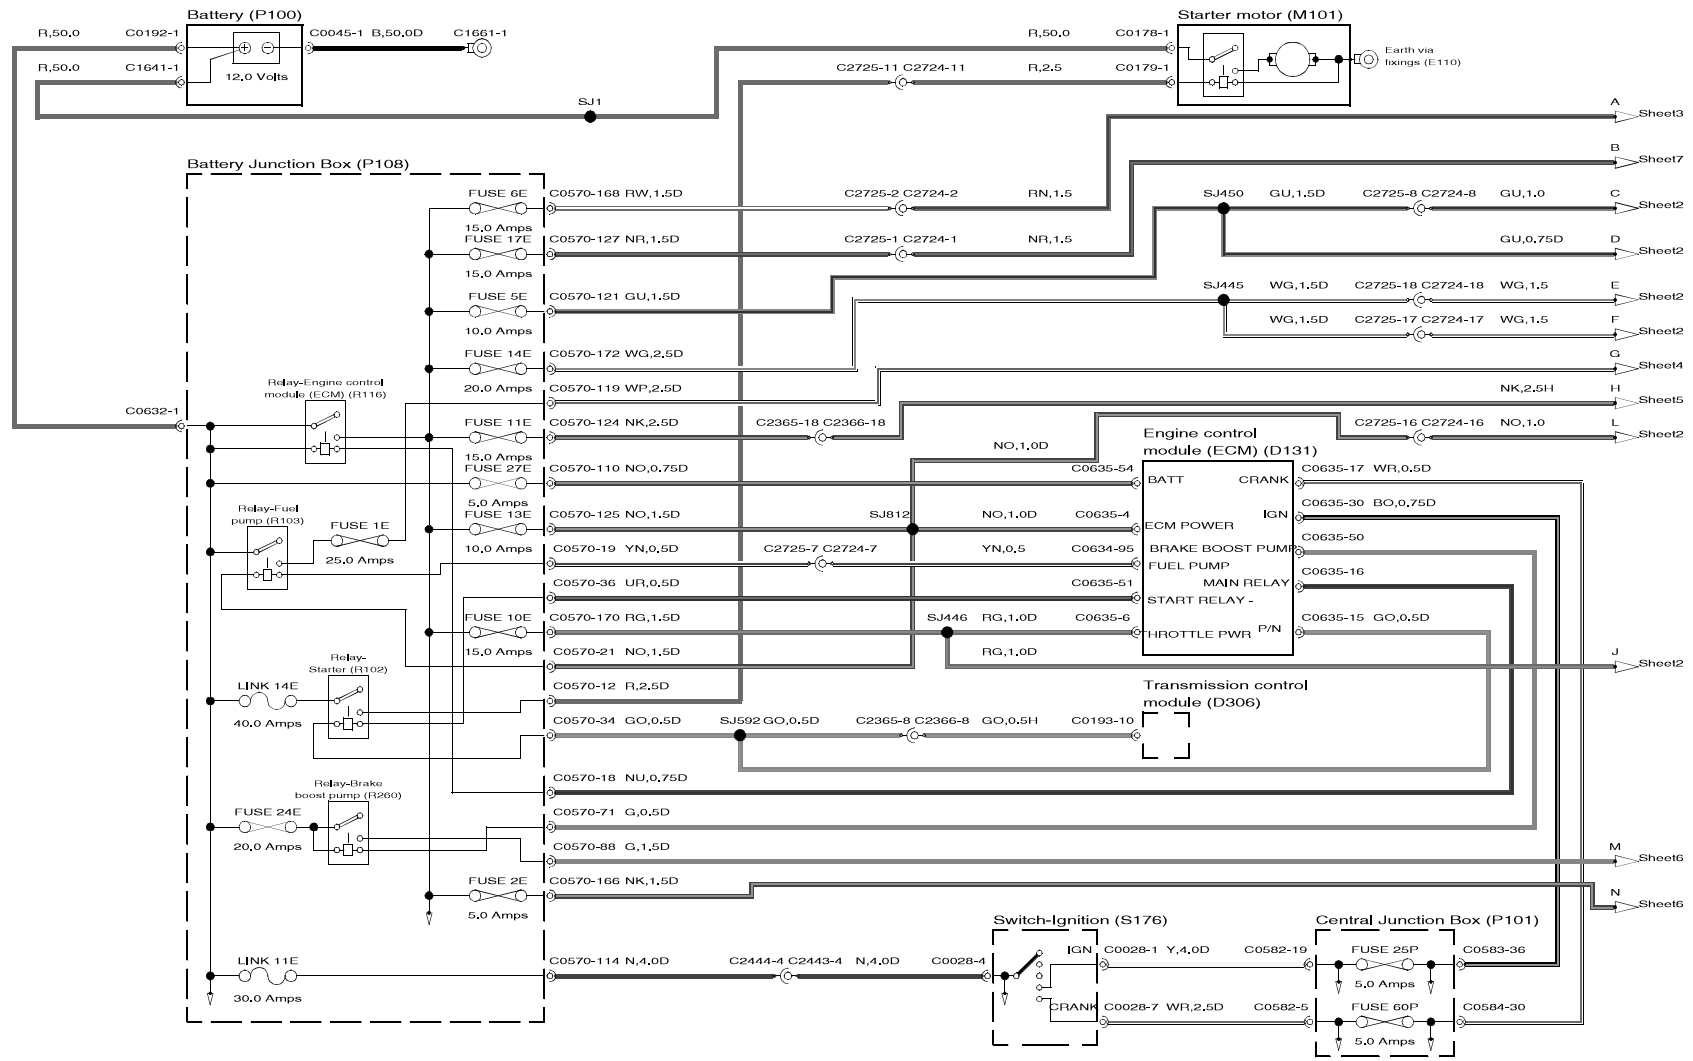 Battery (P100)
Starter motor (M101)
R,50.0 C0192-1 C0045-1 B,50.0D C1661-1
R,50.0 C0178-1
Earth via
fixings (E110)
R,50.0 C1641-1 12.0 Volts
C2725-11 C2724-11 R,2.5 C0179-1
SJ1
A
Sheet3
B
Sheet7
Battery Junction Box (P108)
FUSE 6E C0570-168 RW,1.5D C2725-2 C2724-2 RN,1.5
SJ450 GU,1.5D C2725-8 C2724-8 GU,1.0 C
Sheet2
15.0 Amps
FUSE 17E C0570-127 NR,1.5D C2725-1 C2724-1 NR,1.5
GU,0.75D D
Sheet2
15.0 Amps
FUSE 5E C0570-121 GU,1.5D
SJ445 WG,1.5D C2725-18 C2724-18 WG,1.5 E
Sheet2
10.0 Amps
WG,1.5D C2725-17 C2724-17 WG,1.5 F
Sheet2
FUSE 14E C0570-172 WG,2.5D
G
Sheet4
20.0 Amps C0570-119 WP,2.5D
NK,2.5H H
Sheet5
Relay-Engine control
module (ECM) (R116)
C0632-1
FUSE 11E C0570-124 NK,2.5D C2365-18 C2366-18
C2725-16 C2724-16 NO,1.0 L
Sheet2
15.0 Amps
NO,1.0D
Engine control
module (ECM) (D131)
FUSE 27E C0570-110 NO,0.75D C0635-54
BATT CRANK
C0635-17 WR,0.5D
5.0 Amps
Relay-Fuel
pump (R103)
FUSE 1E
25.0 Amps
FUSE 13E C0570-125 NO,1.5D SJ812 NO,1.0D C0635-4
ECM POWER IGN
C0635-30 BO,0.75D
10.0 Amps C0570-19 YN,0.5D C2725-7 C2724-7 YN,0.5 C0634-95
BRAKE BOOST PUMP
FUEL PUMP
C0635-50
C0570-36 UR,0.5D C0635-51
MAIN RELAY
START RELAY -
C0635-16
FUSE 10E C0570-170 RG,1.5D SJ446 RG,1.0D C0635-6
HROTTLE PWR P/N
C0635-15 GO,0.5D
15.0 Amps C0570-21 NO,1.5D
RG,1.0D J
Sheet2
Relay-
Starter (R102)
LINK 14E
40.0 Amps
C0570-12 R,2.5D
Transmission control
module (D306)
C0570-34 GO,0.5D SJ592 GO,0.5D C2365-8 C2366-8 GO,0.5H C0193-10
C0570-18 NU,0.75D
Relay-Brake
boost pump (R260)
FUSE 24E
20.0 Amps
C0570-71 G,0.5D
C0570-88 G,1.5D M
Sheet6
FUSE 2E C0570-166 NK,1.5D N
Sheet6
5.0 Amps
Switch-Ignition (S176)
Central Junction Box (P101)
LINK 11E
30.0 Amps
C0570-114 N,4.0D C2444-4 C2443-4 N,4.0D C0028-4
IGN C0028-1 Y,4.0D C0582-19 FUSE 25P C0583-36
5.0 Amps
CRANK C0028-7 WR,2.5D C0582-5 FUSE 60P C0584-30
5.0 Amps